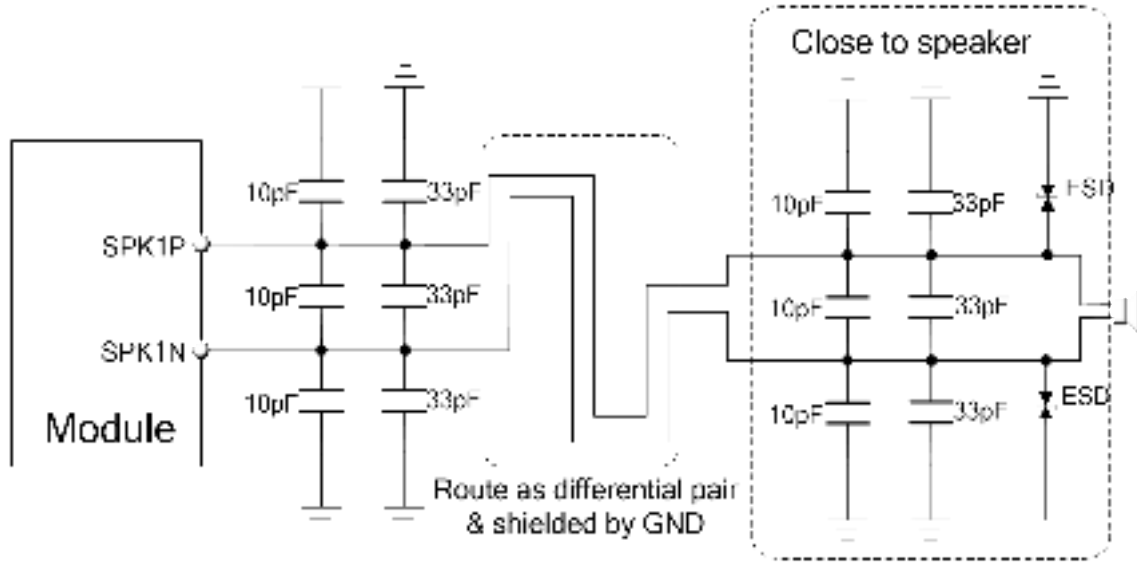 Close to speaker
10pF
33pF
10pF
33pF
ESD
SPK1P
10pF
33pF
10pF
33pF
SPK1N
10pF
33pF
10pF
33pF
ESD
Module
Route as differential pair
& shielded by GND